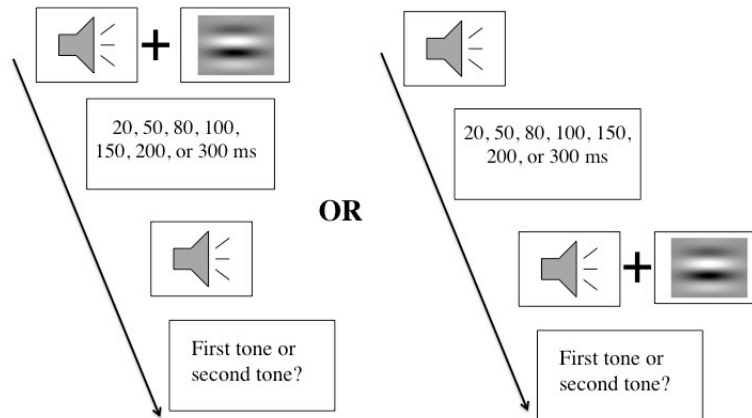 20, 50, 80, 100,
150, 200, or 300 ms
First tone or
second tone?
OR
20, 50, 80, 100, 150,
200, or 300 ms
First tone or
second tone?